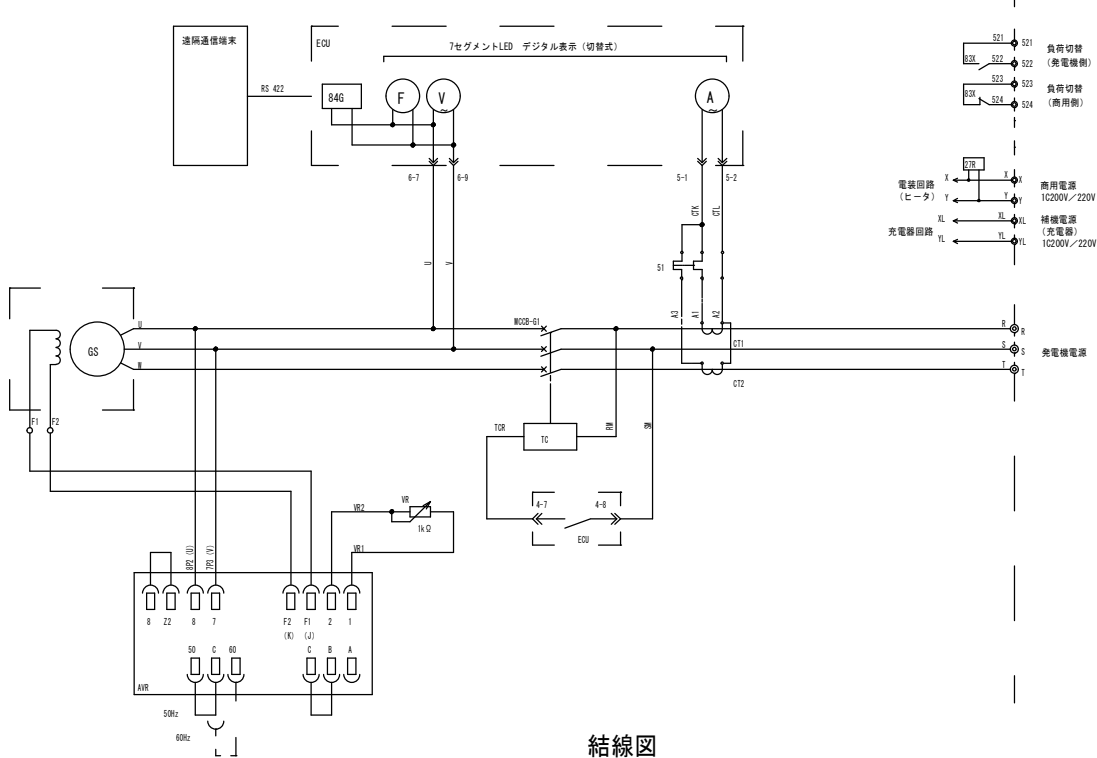 遠隔通信端末
RS 422
ECU
7セグメントLED デジタル表示(切替式)
84G
F
V
～
A
～
6-7
6-9
5-1
5-2
521
521
83X
522
522
負荷切替
(発電機側)
523
523
83X
524
524
負荷切替
(商用側)
27R
電装回路
(ヒータ)
X
X
X
Y
Y
Y
商用電源
1C200V/220V
充電器回路
XL
XL
XL
YL
YL
YL
補機電源
(充電器)
1C200V/220V
CTK
CTL
U
V
51
A3
A1
A2
GS
U
V
W
MCCB-G1
CT1
CT2
R
R
S
S
T
T
発電機電源
F1
F2
TCR
TC
RM
SM
4-7
4-8
ECU
VR2
VR
1kΩ
VR1
8P2 (U)
7P3 (V)
8
Z2
8
7
F2
F1
2
1
(K)
(J)
50
C
60
C
B
A
AVR
50Hz
60Hz
結線図